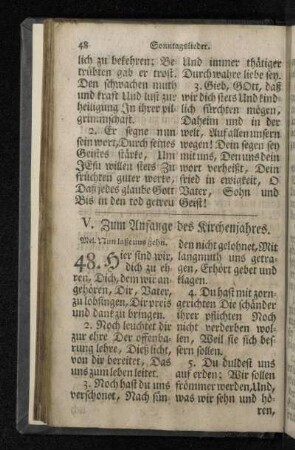 48
Sonntagslieder.
lich zu bekehren; Be-
trübten gab er trost.
Den schwachen muth
und kraft Und lust zur
heiligung In ihrer pil-
grimmschaft.
2. Er segne nun
sein wort, Durch seines
Geistes stärke, Um
JEsu willen stets Zu
früchten guter werke,
Daß jedes glaube Gott
Bis in den tod getreu
Und immer thätiger
Durch wahre liebe sey.
3. Gieb, GOtt, daß
wir dich stets Und kind-
lich fürchten mögen,
Daheim und in der
welt, Auf allen unsern
wegen! Dein segen sey
mit uns, Den uns dein
wort verheißt, Dein
fried in ewigkeit, O
Vater, Sohn und
Geist!
V. Zum Anfange des Kirchenjahres.
Mel. Nun laßt uns gehn.
48. Hier sind wir,
dich zu eh-
ren, Dich, dem wir an-
gehören, Dir, Vater,
zu lobsingen, Dir preis
und dank zu bringen.
2. Noch leuchtet dir
zur ehre Der offenba-
rung lehre, Dieß licht,
von dir bereitet, Das
uns zum leben leitet.
3. Noch hast du uns
verschonet, Nach sün-
den nicht gelohnet, Mit
langmuth uns getra-
gen, Erhört gebet und
klagen.
4. Du hast mit zorn-
gerichten Die schänder
ihrer pflichten Noch
nicht verderben wol-
len, Weil sie sich bes-
sern sollen.
5. Du duldest uns
auf erden; Wir sollen
frömmer werden, Und,
was wir sehn und hö-
ren,